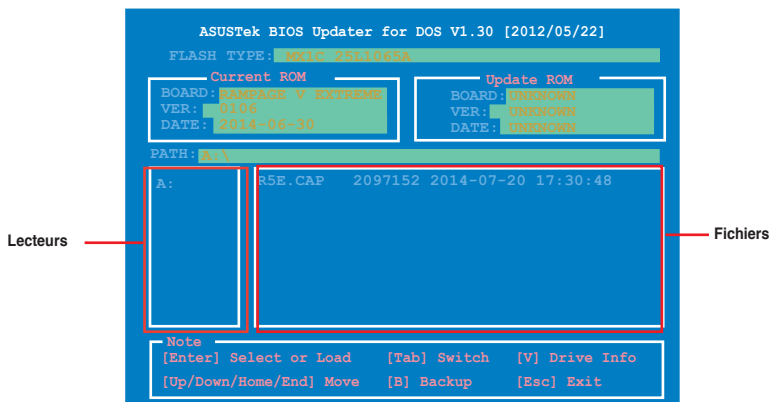 ASUSTek BIOS Updater for DOS V1.30 [2012/05/22]
FLASH TYPE: MXIC 25L1065A
Current ROM
BOARD: RAMPAGE V EXTREME
VER: 0106
DATE: 2014-06-30
Update ROM
BOARD: UNKNOWN
VER: UNKNOWN
DATE: UNKNOWN
PATH: A:\
A:
R5E.CAP 2097152 2014-07-20 17:30:48
Lecteurs
Fichiers
Note
[Enter] Select or Load [Tab] Switch [V] Drive Info
[Up/Down/Home/End] Move [B] Backup [Esc] Exit